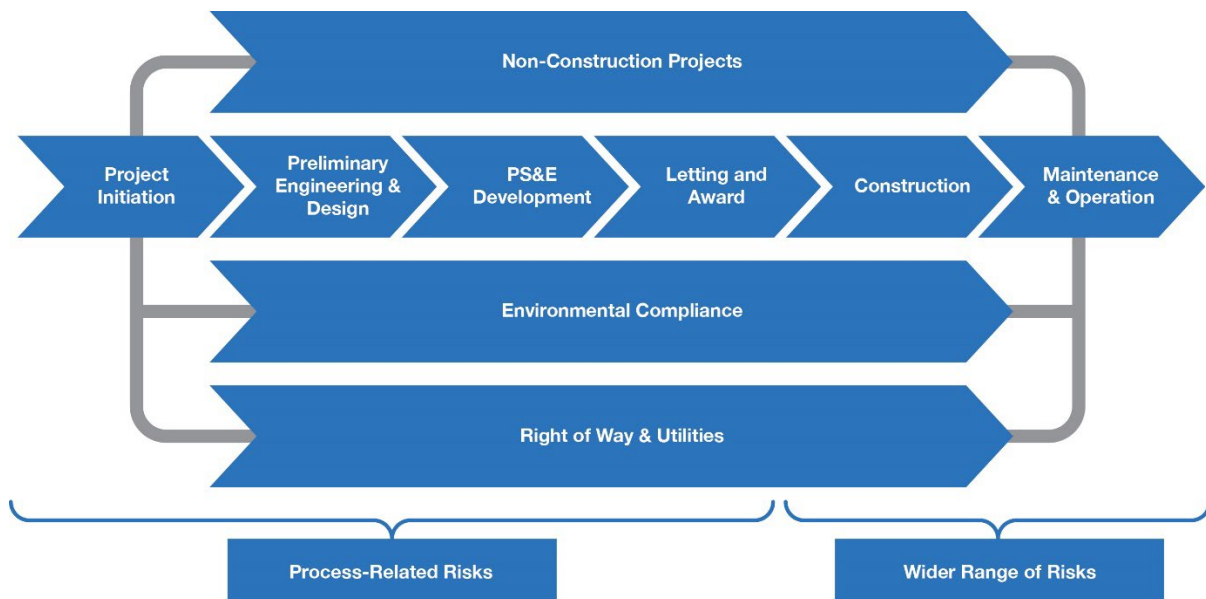 Non-Construction Projects
Project
Initiation
Preliminary
Engineering &
Design
PS&E
Development
Letting and
Award
Construction
Maintenance
& Operation
Environmental Compliance
Right of Way & Utilities
Process-Related Risks
Wider Range of Risks